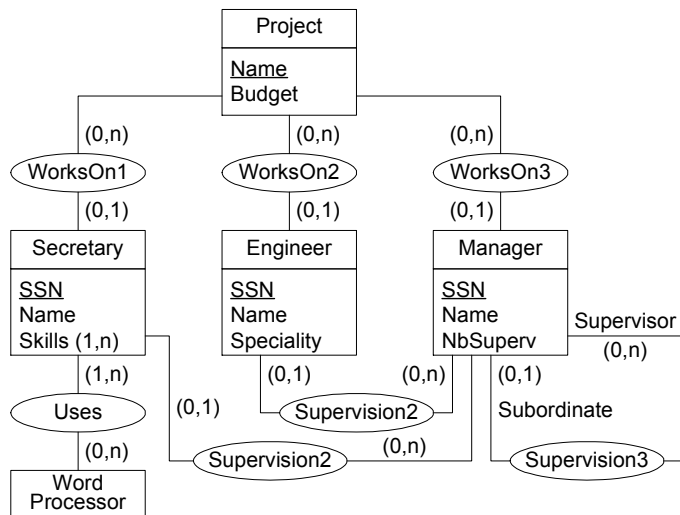 Project
Name
Budget
(0,n) (0,n) (0,n)
WorksOn1 WorksOn2 WorksOn3
(0,1) (0,1) (0,1)
Secretary Engineer Manager
SSN SSN SSN
Name Name Name
Skills (1,n) Speciality NbSuperv
Supervisor
(0,n)
(1,n) (0,1) (0,n) (0,1)
Uses (0,1) Supervision2 Subordinate
(0,n) Supervision2 (0,n) Supervision3
Word
Processor